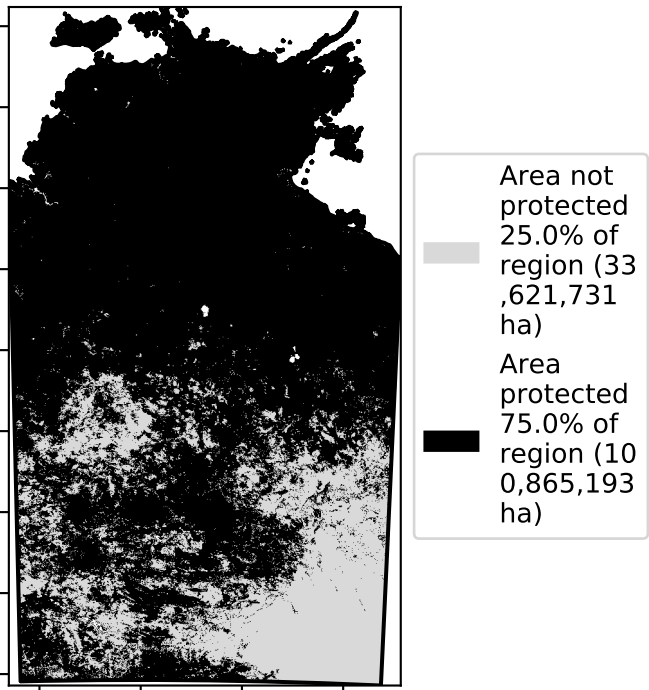 Area not
protected
25.0% of
region (33
,621,731
ha)
Area
protected
75.0% of
region (10
0,865,193
ha)